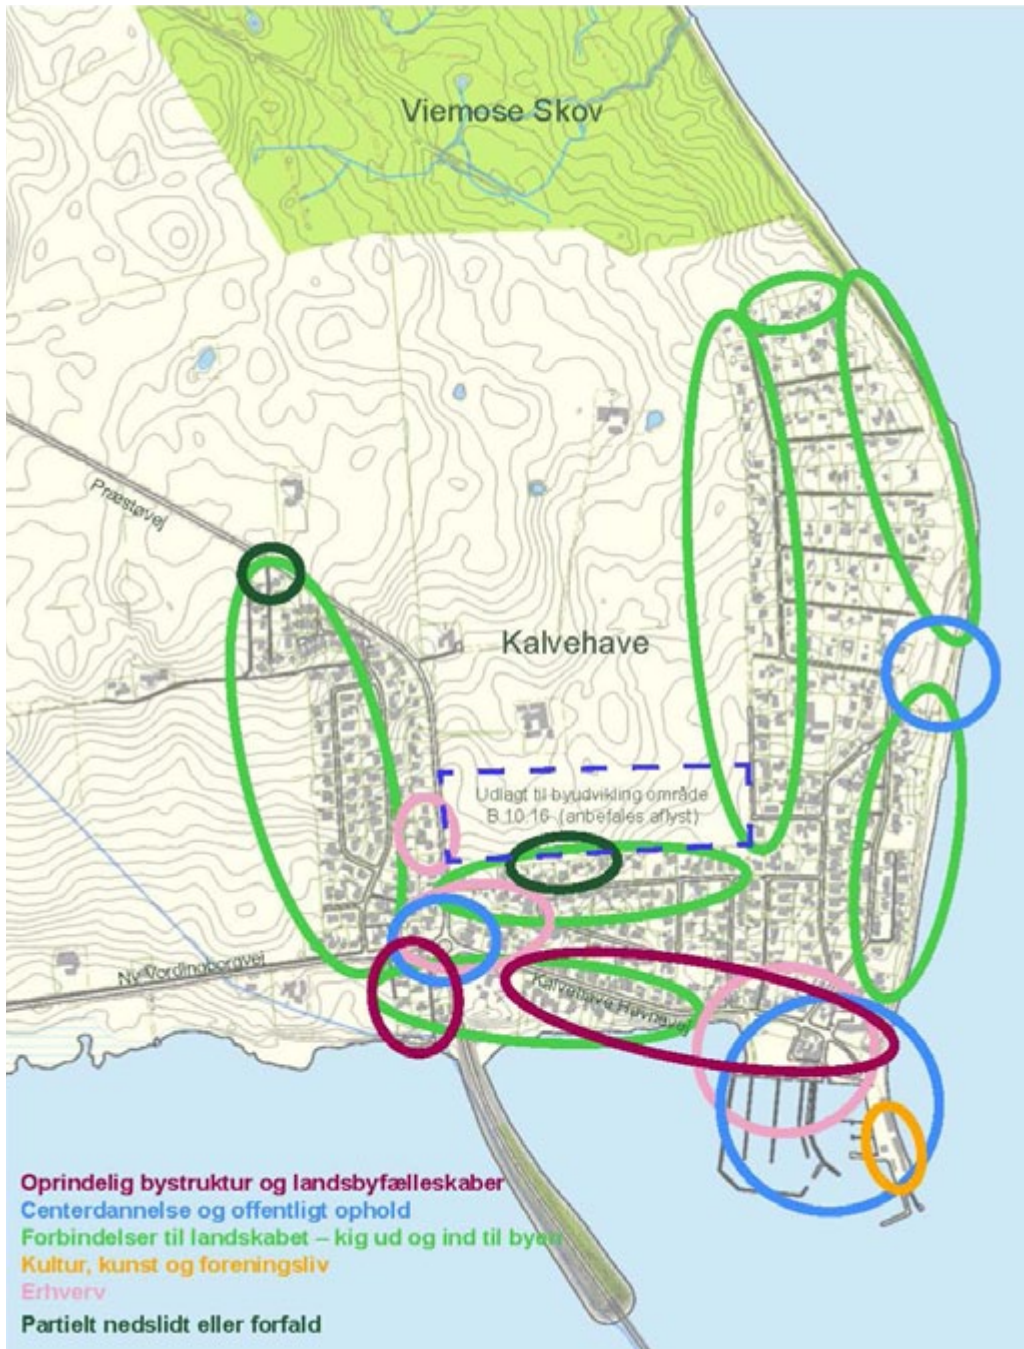 Viemose Skov
Præstøvej
Kalvehave
Udlagt til byudvikling område
B.10.16 (anbefales aflyst)
Ny Vordingborgvej
Kalvehave Havnevej
Oprindelig bystruktur og landsbyfælleskaber
Centerdannelse og offentligt ophold
Forbindelser til landskabet – kig ud og ind til byen
Kultur, kunst og foreningsliv
Erhverv
Partielt nedslidt eller forfald